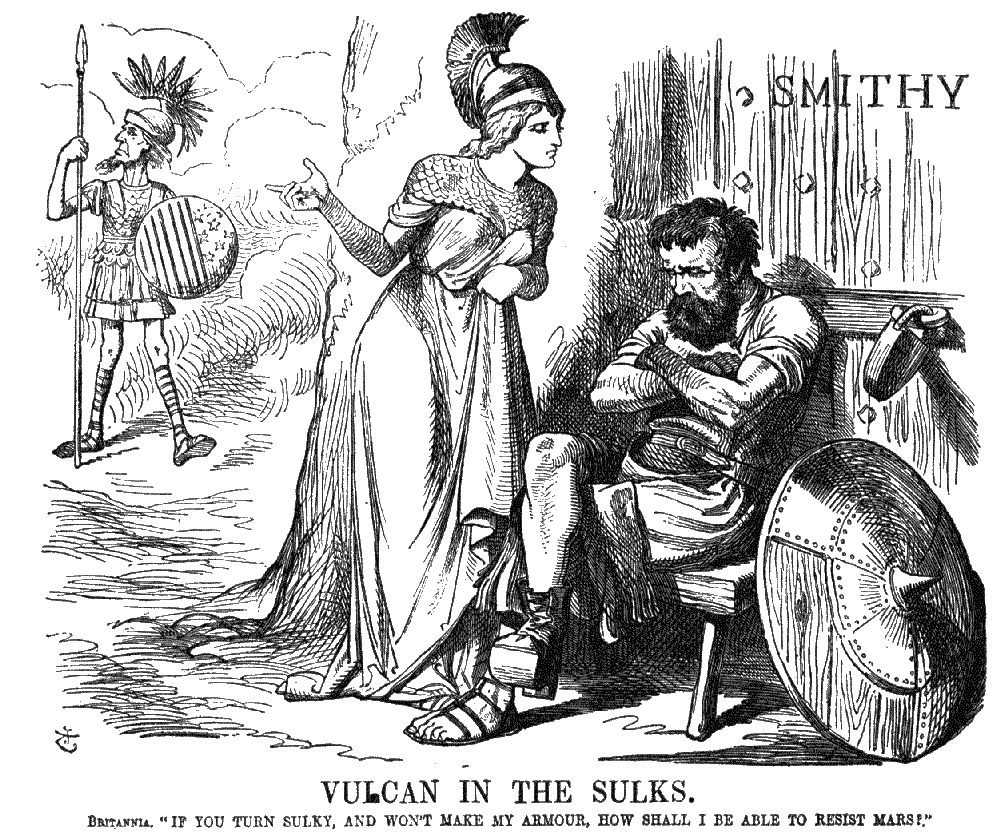 SMITHY
VULCAN IN THE SULKS.
BRITANNIA. "IF YOU TURN SULKY, AND WON'T MAKE MY ARMOUR, HOW SHALL I BE ABLE TO RESIST MARS?"